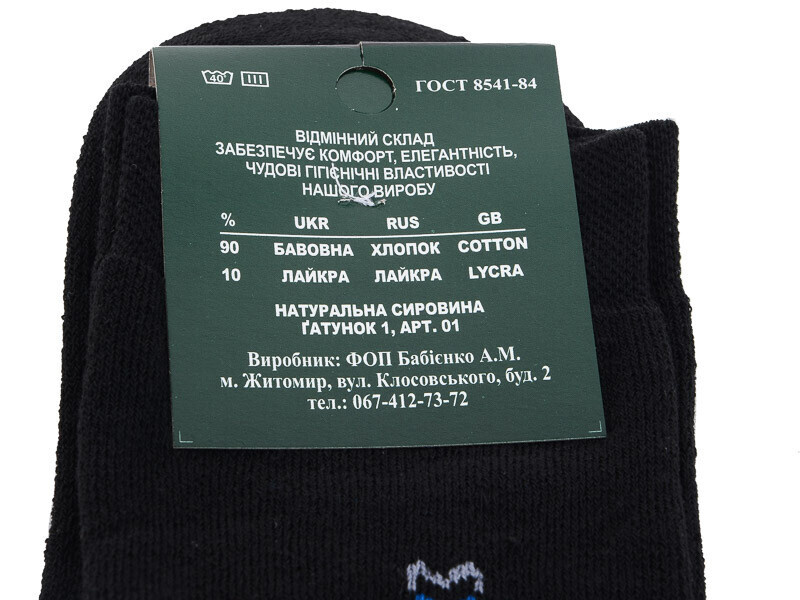 40° ГОСТ 8541-84
ВІДМІННИЙ СКЛАД
ЗАБЕЗПЕЧУЄ КОМФОРТ, ЕЛЕГАНТНІСТЬ,
ЧУДОВІ ГІГІЄНІЧНІ ВЛАСТИВОСТІ
НАШОГО ВИРОБУ
% UKR RUS GB
90 БАВОВНА ХЛОПОК COTTON
10 ЛАЙКРА ЛАЙКРА LYCRA
НАТУРАЛЬНА СИРОВИНА
ҐАТУНОК 1, АРТ. 01
Виробник: ФОП Бабієнко А.М.
м. Житомир, вул. Клосовського, буд. 2
тел.: 067-412-73-72